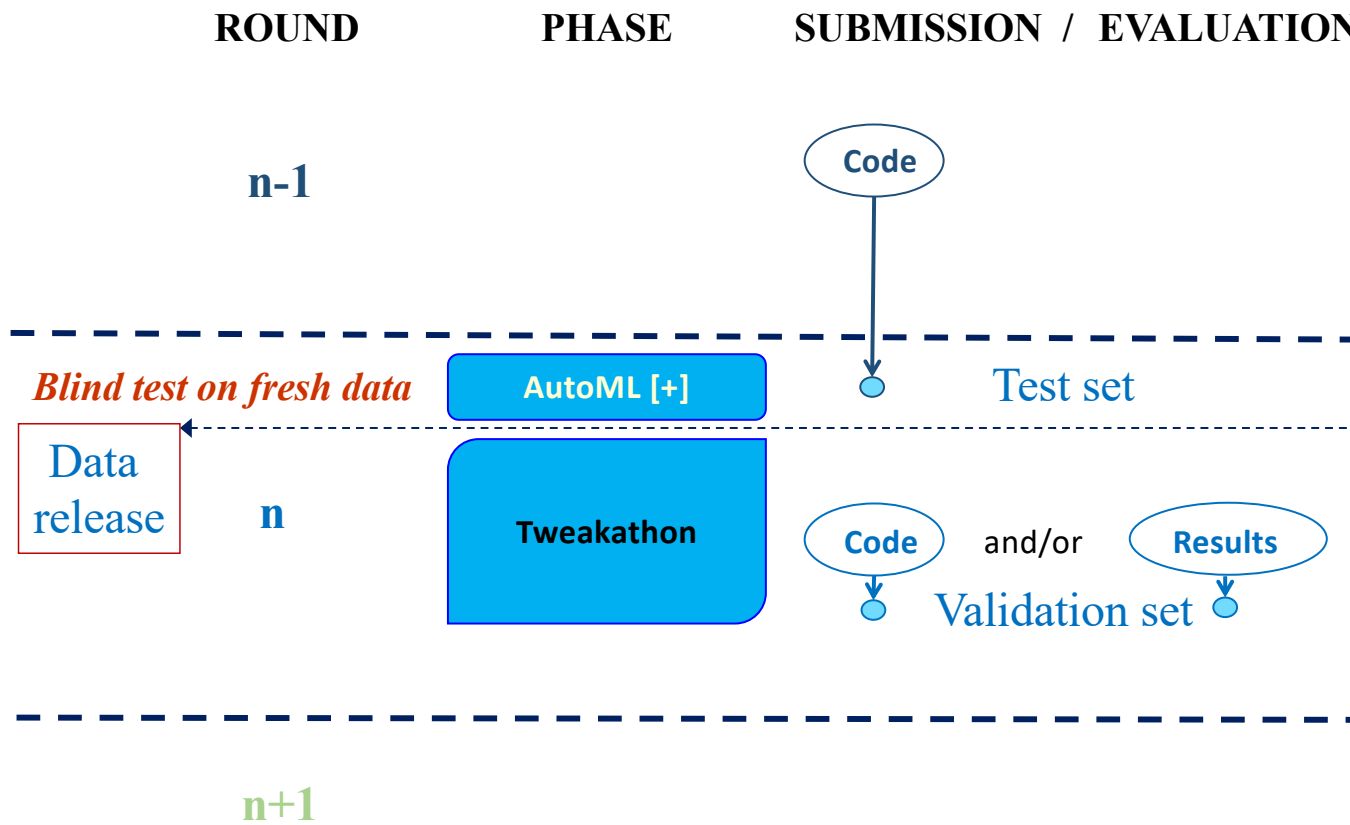 ROUND PHASE SUBMISSION / EVALUATION
Code
n-1
Blind test on fresh data AutoML [+] Test set
Data
release
n
Tweakathon
Code and/or Results
Validation set
n+1